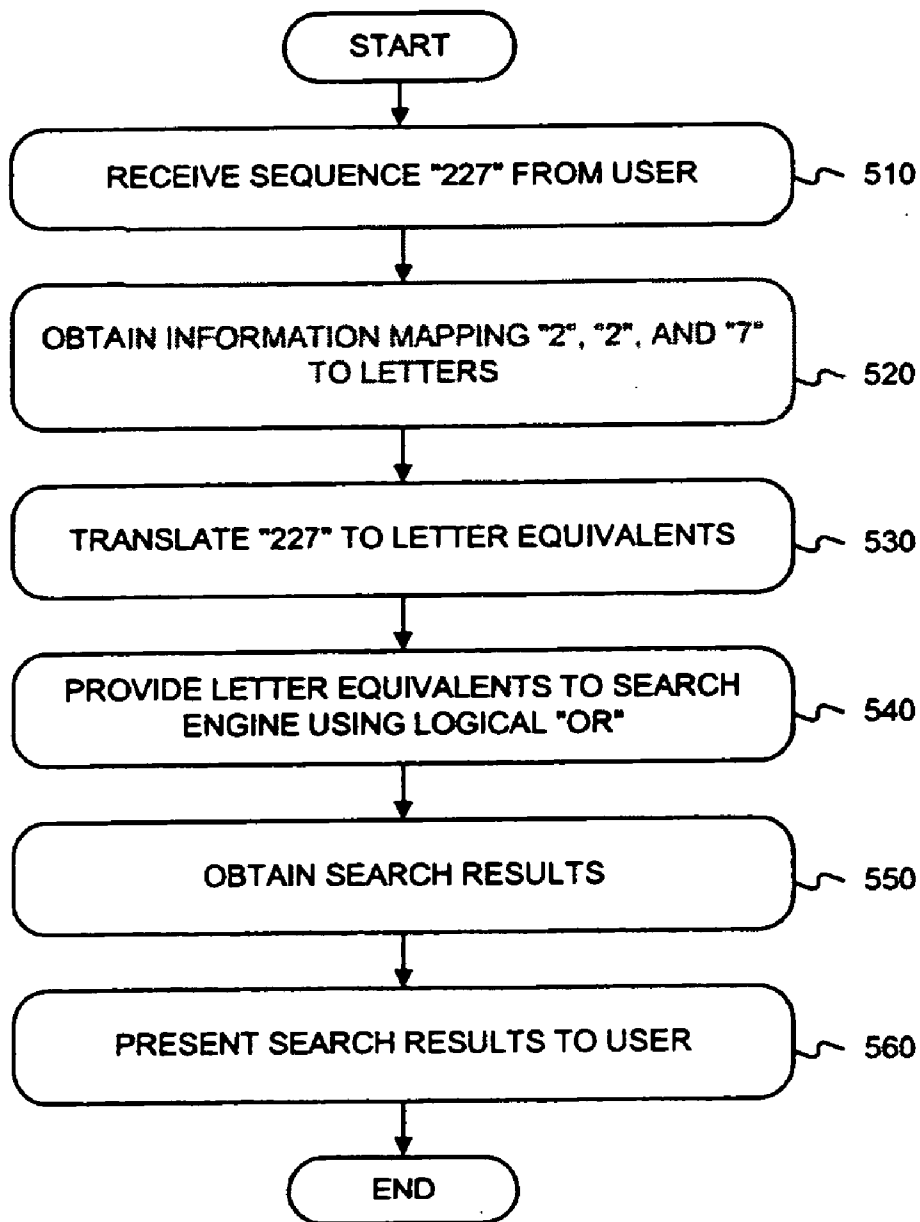 START
RECEIVE SEQUENCE "227" FROM USER
510
OBTAIN INFORMATION MAPPING "2", "2", AND "7"
TO LETTERS
520
TRANSLATE "227" TO LETTER EQUIVALENTS
530
PROVIDE LETTER EQUIVALENTS TO SEARCH
ENGINE USING LOGICAL "OR"
540
OBTAIN SEARCH RESULTS
550
PRESENT SEARCH RESULTS TO USER
560
END